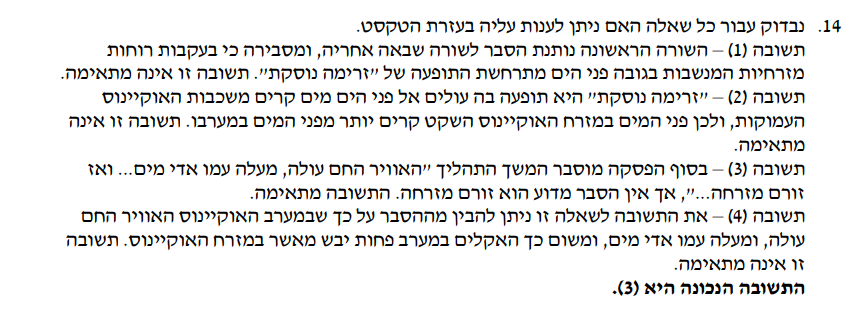 14. נבדוק עבור כל שאלה האם ניתן לענות עליה בעזרת הטקסט.
תשובה (1) – השורה הראשונה נותנת הסבר לשורה שבאה אחריה, ומסבירה כי בעקבות רוחות
מזרחיות המנשבות בגובה פני הים מתרחשת התופעה של "זרימה נוסקת". תשובה זו אינה מתאימה.
תשובה (2) – "זרימה נוסקת" היא תופעה בה עולים אל פני הים מים קרים משכבות האוקיינוס
העמוקות, ולכן פני המים במזרח האוקיינוס השקט קרים יותר מפני המים במערבו. תשובה זו אינה
מתאימה.
תשובה (3) – בסוף הפסקה מוסבר המשך התהליך "האוויר החם עולה, מעלה עמו אדי מים... ואז
זורם מזרחה...", אך אין הסבר מדוע הוא זורם מזרחה. התשובה מתאימה.
תשובה (4) – את התשובה לשאלה זו ניתן להבין מההסבר על כך שבמערב האוקיינוס האוויר החם
עולה, ומעלה עמו אדי מים, ומשום כך האקלים במערב פחות יבש מאשר במזרח האוקיינוס. תשובה
זו אינה מתאימה.
התשובה הנכונה היא (3).